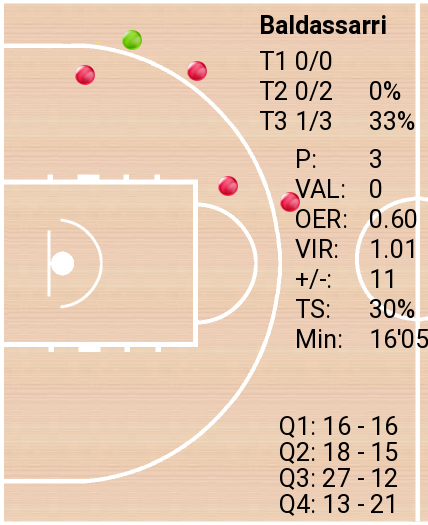 Baldassarri
T1 0/0
T2 0/2 0%
T3 1/3 33%
P: 3
VAL: 0
OER: 0.60
VIR: 1.01
+/-: 11
TS: 30%
Min: 16'05
Q1: 16 - 16
Q2: 18 - 15
Q3: 27 - 12
Q4: 13 - 21